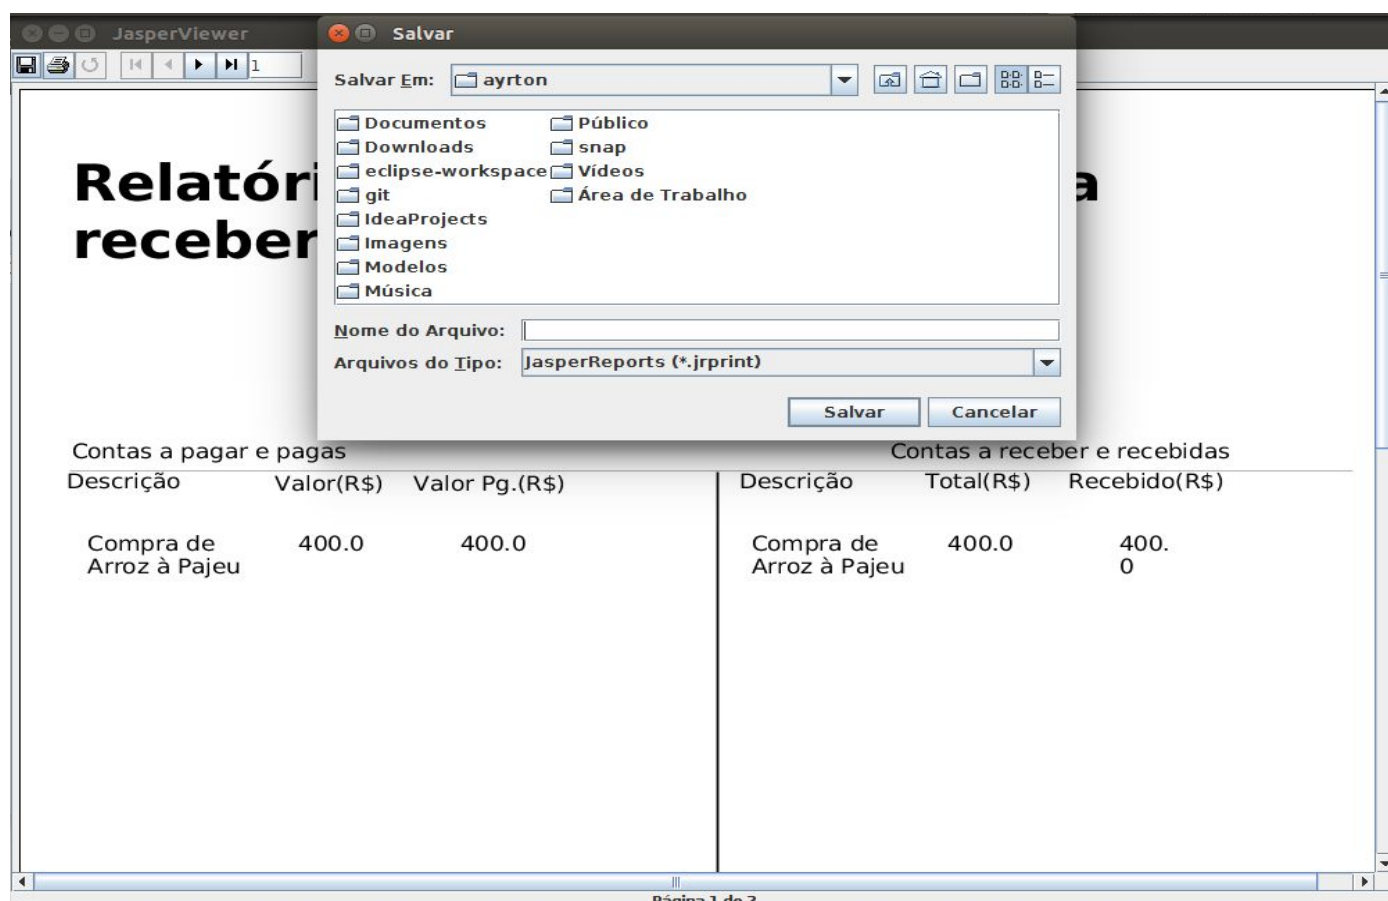 JasperViewer
Salvar
1
Salvar Em: ayrton
Documentos
Downloads
eclipse-workspace
git
IdeaProjects
Imagens
Modelos
Música
Público
snap
Vídeos
Área de Trabalho
Nome do Arquivo:
Arquivos do Tipo: JasperReports (*.jrprint)
Salvar Cancelar
a
receber
Contas a pagar e pagas
Descrição Valor(R$) Valor Pg.(R$)
Compra de 400.0 400.0
Arroz à Pajeu
Contas a receber e recebidas
Descrição Total(R$) Recebido(R$)
Compra de 400.0 400.
Arroz à Pajeu 0
Página 1 de